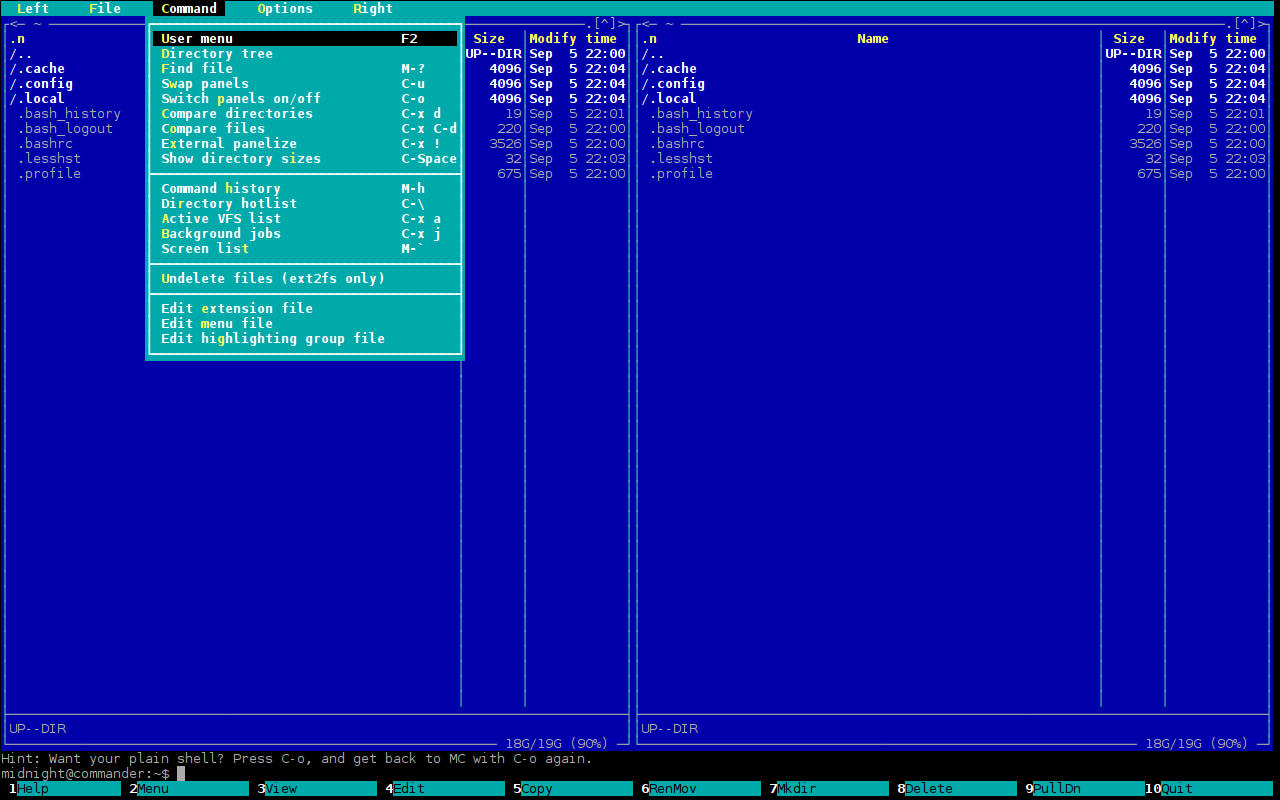 Left File Command Options Right
<─ ~ .[^]> <─ ~ .[^]>
.n Size Modify time .n Name Size Modify time
/.. User menu F2 UP--DIR Sep 5 22:00 /.. UP--DIR Sep 5 22:00
/.cache Directory tree 4096 Sep 5 22:04 /.cache 4096 Sep 5 22:04
/.config Find file M-? 4096 Sep 5 22:04 /.config 4096 Sep 5 22:04
/.local Swap panels C-u 4096 Sep 5 22:04 /.local 4096 Sep 5 22:04
.bash_history Switch panels on/off C-o 19 Sep 5 22:01 .bash_history 19 Sep 5 22:01
.bash_logout Compare directories C-x d 220 Sep 5 22:00 .bash_logout 220 Sep 5 22:00
.bashrc Compare files C-x C-d 3526 Sep 5 22:00 .bashrc 3526 Sep 5 22:00
.lesshst External panelize C-x ! 32 Sep 5 22:03 .lesshst 32 Sep 5 22:03
.profile Show directory sizes C-Space 675 Sep 5 22:00 .profile 675 Sep 5 22:00
Command history M-h
Directory hotlist C-\
Active VFS list C-x a
Background jobs C-x j
Screen list M-`
Undelete files (ext2fs only)
Edit extension file
Edit menu file
Edit highlighting group file
UP--DIR UP--DIR
18G/19G (90%) 18G/19G (90%)
Hint: Want your plain shell? Press C-o, and get back to MC with C-o again.
midnight@commander:~$
1Help 2Menu 3View 4Edit 5Copy 6RenMov 7Mkdir 8Delete 9PullDn 10Quit